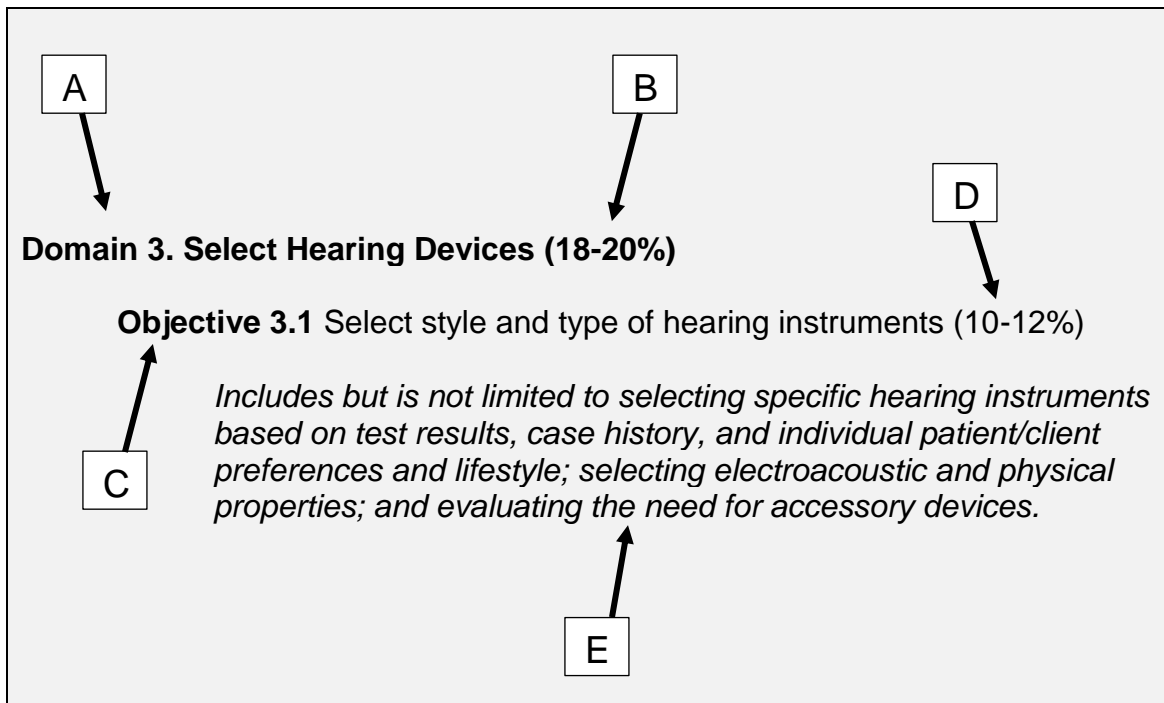 A
B
D
Domain 3. Select Hearing Devices (18-20%)
Objective 3.1 Select style and type of hearing instruments (10-12%)
Includes but is not limited to selecting specific hearing instruments
based on test results, case history, and individual patient/client
preferences and lifestyle; selecting electroacoustic and physical
properties; and evaluating the need for accessory devices.
C
E